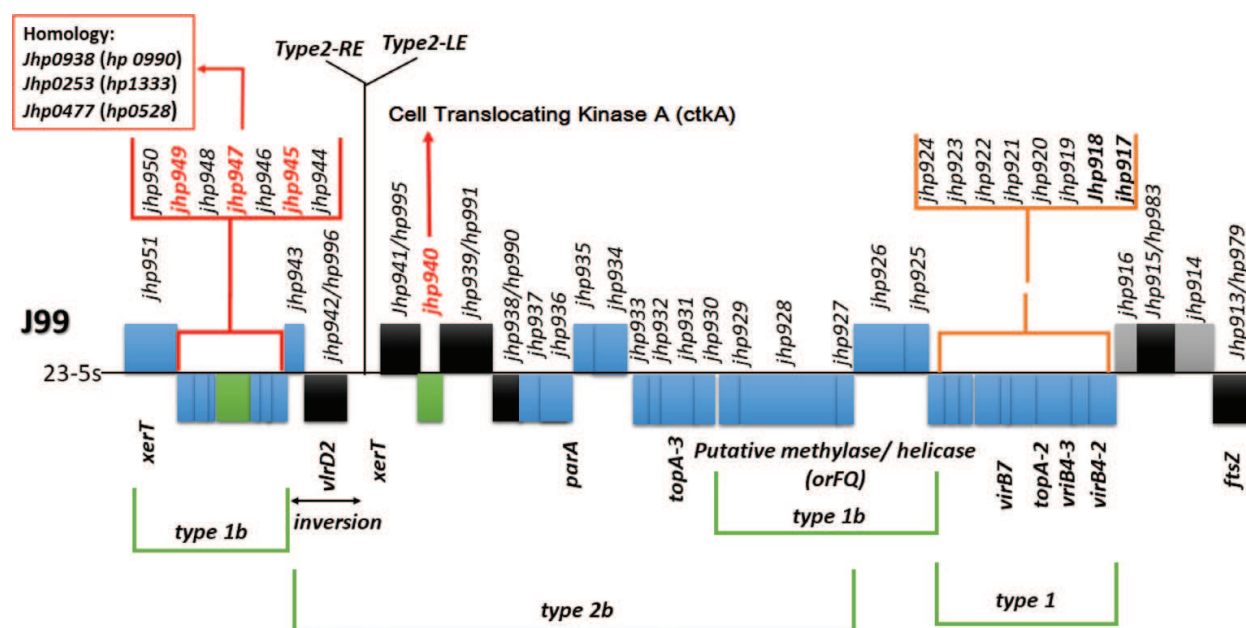 Homology:
Jhp0938 (hp 0990)
Jhp0253 (hp1333)
Jhp0477 (hp0528)
Type2-RE
Type2-LE
Cell Translocating Kinase A (ctkA)
jhp950
jhp949
jhp948
jhp947
jhp946
jhp945
jhp944
jhp924
jhp923
jhp922
jhp921
jhp920
jhp919
Jhp918
jhp917
jhp951
jhp943
jhp942/hp996
Jhp941/hp995
jhp940
jhp939/hp991
jhp938/hp990
jhp937
jhp936
jhp935
jhp934
jhp933
jhp932
jhp931
jhp930
jhp929
jhp928
jhp927
jhp926
jhp925
jhp916
Jhp915/hp983
jhp914
Jhp913/hp979
J99
23-5s
xerT
vlrD2
xerT
parA
topA-3
Putative methylase/ helicase
(orFQ)
virB7
topA-2
vriB4-3
virB4-2
ftsZ
inversion
type 1b
type 1b
type 2b
type 1